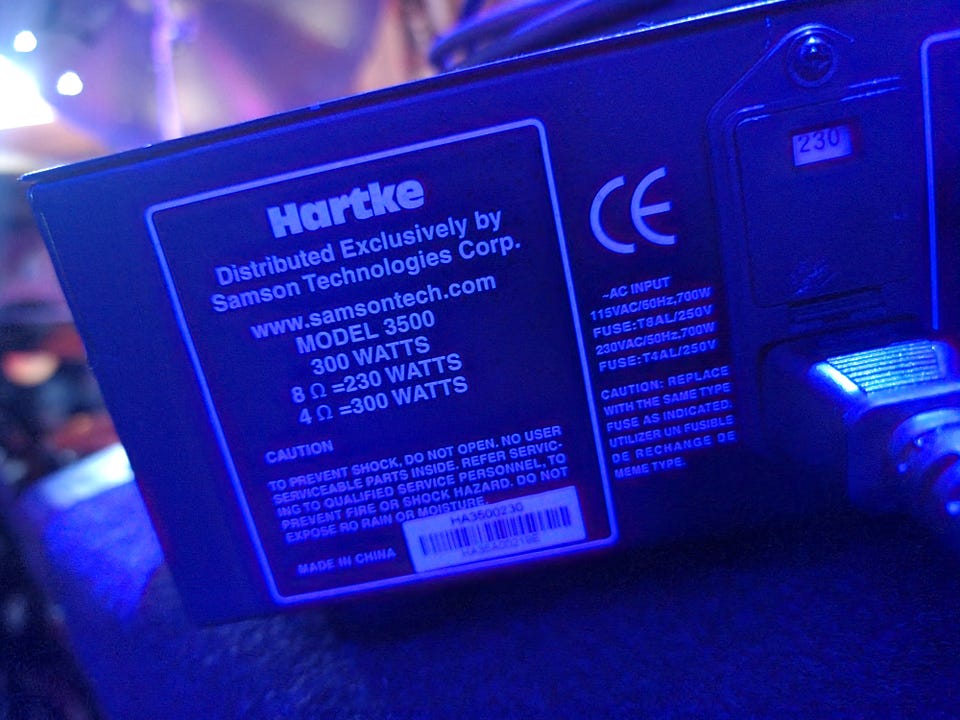 Hartke
Distributed Exclusively by
Samson Technologies Corp.
www.samsontech.com
MODEL 3500
300 WATTS
8 Ω =230 WATTS
4 Ω =300 WATTS
CAUTION
TO PREVENT SHOCK, DO NOT OPEN. NO USER
SERVICEABLE PARTS INSIDE. REFER SERVIC-
ING TO QUALIFIED SERVICE PERSONNEL, TO
PREVENT FIRE OR SHOCK HAZARD. DO NOT
EXPOSE RO RAIN OR MOISTURE.
MADE IN CHINA
HA3500230
CE
~AC INPUT
115VAC/60Hz,700W
FUSE:T8AL/250V
230VAC/50Hz,700W
FUSE:T4AL/250V
CAUTION: REPLACE
WITH THE SAME TYPE
FUSE AS INDICATED.
UTILIZER UN FUSIBLE
DE RECHANGE DE
MEME TYPE.
230